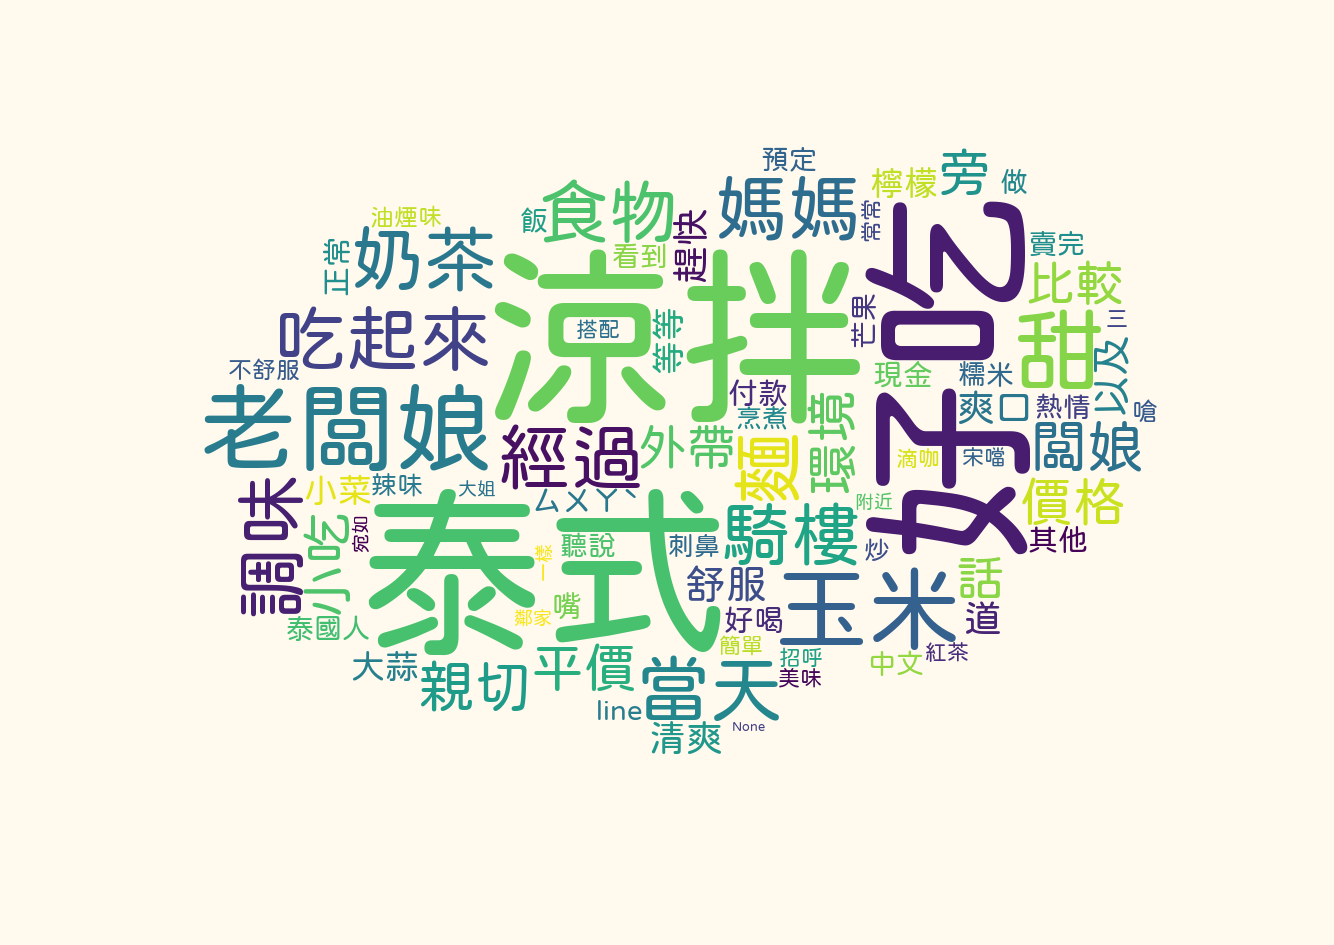 預定
旁
檸檬
做
媽媽
食物
飯
油煙味
常常
趕快
看到
賣完
奶茶
正常
好吃
涼拌
比較
芒果
吃起來
等等
搭配
三
甜
以及
不舒服
現金
糯米
付款
老闆娘
爽口
熱情
嗆
烹煮
環境
闆娘
經過
外帶
麵
滴咖
宋噹
小菜
辣味
大姐
ㄙㄨㄚˋ
調味
價格
附近
泰式
騎樓
小吃
宛如
聽說
刺鼻
炒
其他
一樣
舒服
玉米
話
嘴
鄰家
好喝
道
泰國人
簡單
招呼
中文
紅茶
大蒜
親切
平價
當天
美味
line
清爽
None